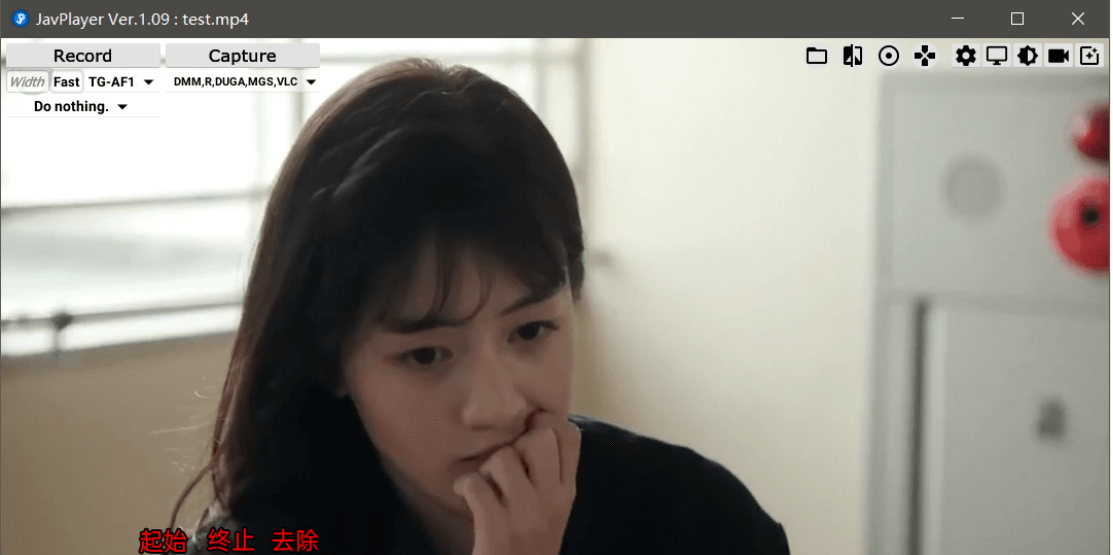 JavPlayer Ver.1.09 : test.mp4
Record Capture
Width Fast TG-AF1 DMM,R,DUGA,MGS,VLC
Do nothing.
起始 终止 去除